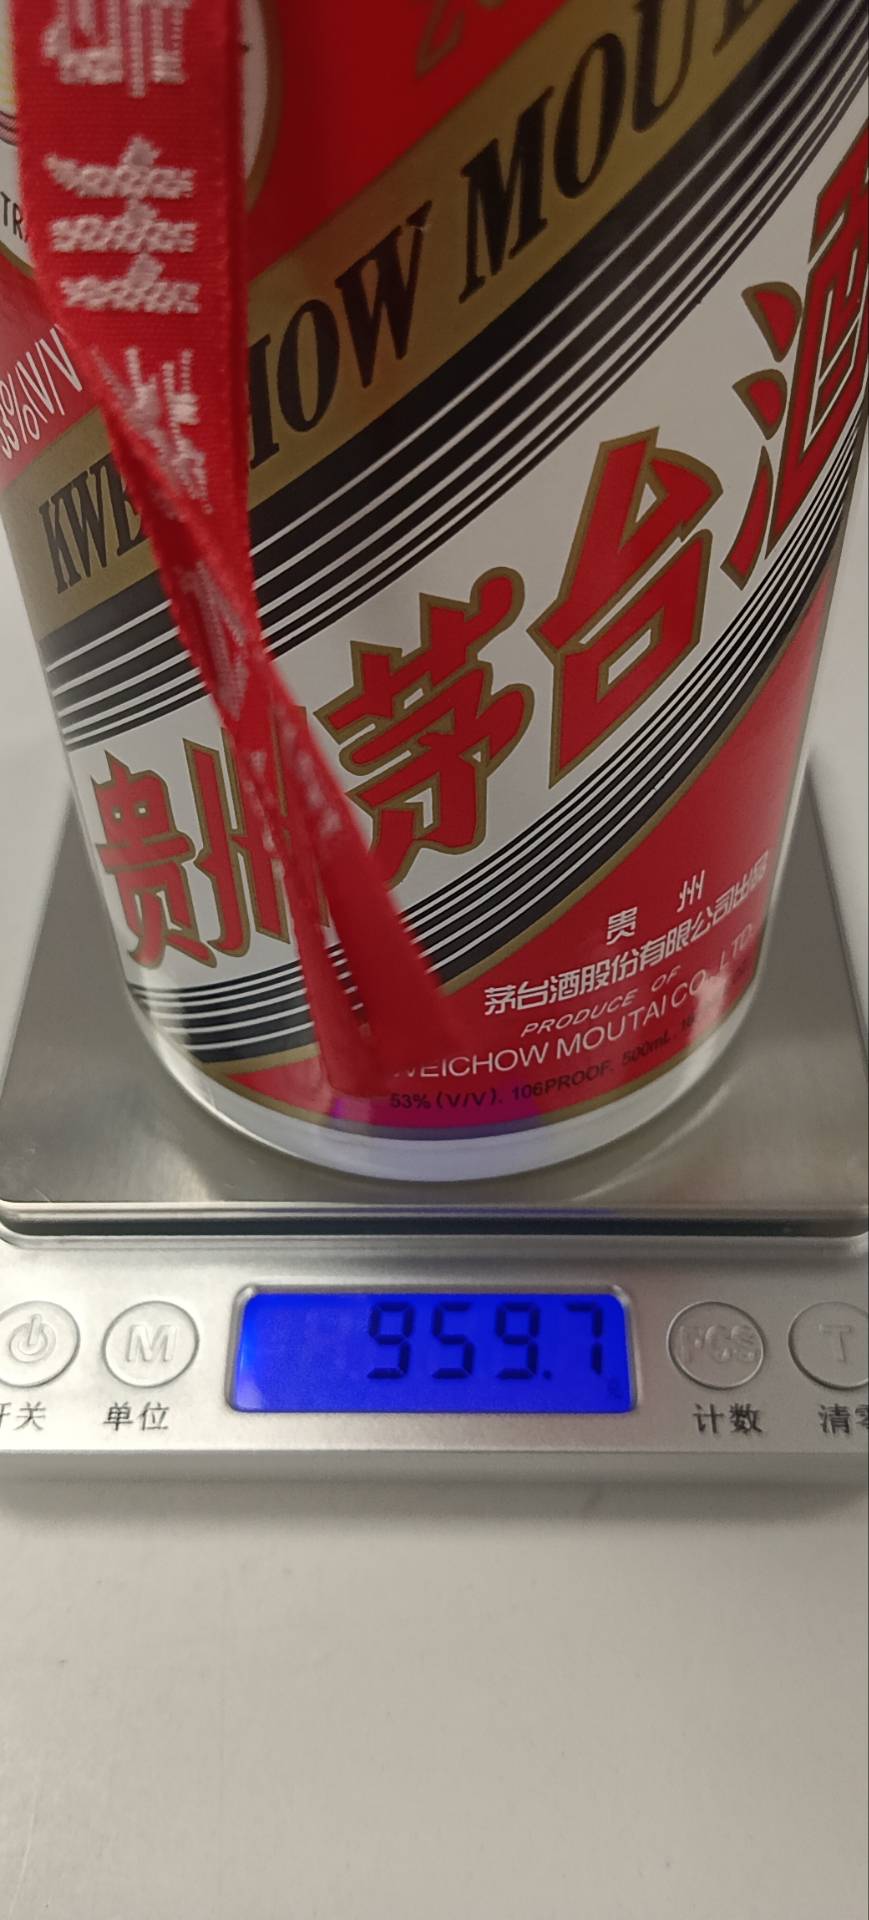 53%(V/V)
KWEICHOW MOUT
贵州茅台酒
贵州
茅台酒股份有限公司出品
PRODUCE OF
WEICHOW MOUTAI CO., LTD.
53%(V/V). 106PROOF. 500mL.
959.7
M
PCS
T
开关
单位
计数
清零